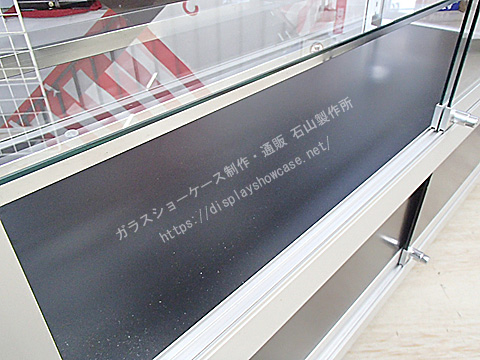 ガラスショーケース制作・通販 石山製作所
https://displayshowcase.net/